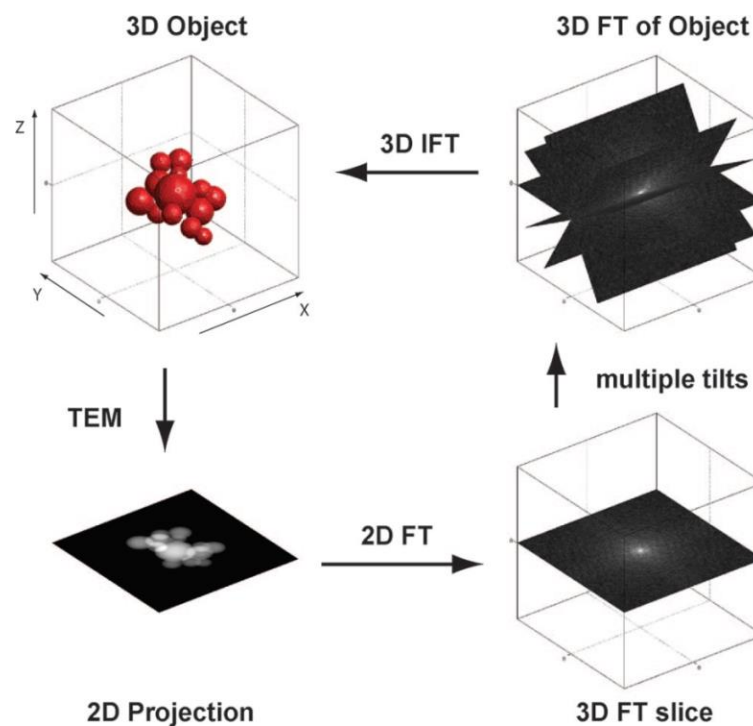 3D Object
3D FT of Object
Z
3D IFT
Y
X
TEM
multiple tilts
2D FT
2D Projection
3D FT slice